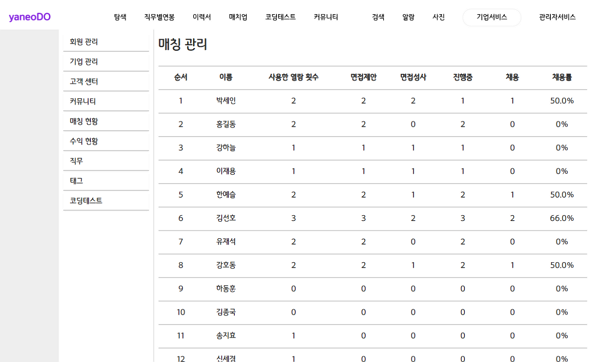 yaneoDO 탐색 직무별연봉 이력서 매치업 코딩테스트 커뮤니티 검색 알람 사진 기업서비스 관리자서비스
회원 관리
기업 관리
고객 센터
커뮤니티
매칭 현황
수익 현황
직무
태그
코딩테스트
매칭 관리
순서 이름 사용한 열람 횟수 면접제안 면접성사 진행중 채용 채용률
1 박세인 2 2 2 1 1 50.0%
2 홍길동 2 2 0 2 0 0%
3 강하늘 1 1 1 1 0 0%
4 이재용 1 1 1 1 0 0%
5 한예슬 2 2 1 2 1 50.0%
6 김선호 3 3 2 3 2 66.0%
7 유재석 2 2 0 2 0 0%
8 강호동 2 2 1 2 1 50.0%
9 하동훈 0 0 0 0 0 0%
10 김종국 0 0 0 0 0 0%
11 송지효 1 0 0 0 0 0%
12 신세경 1 0 0 0 0 0%